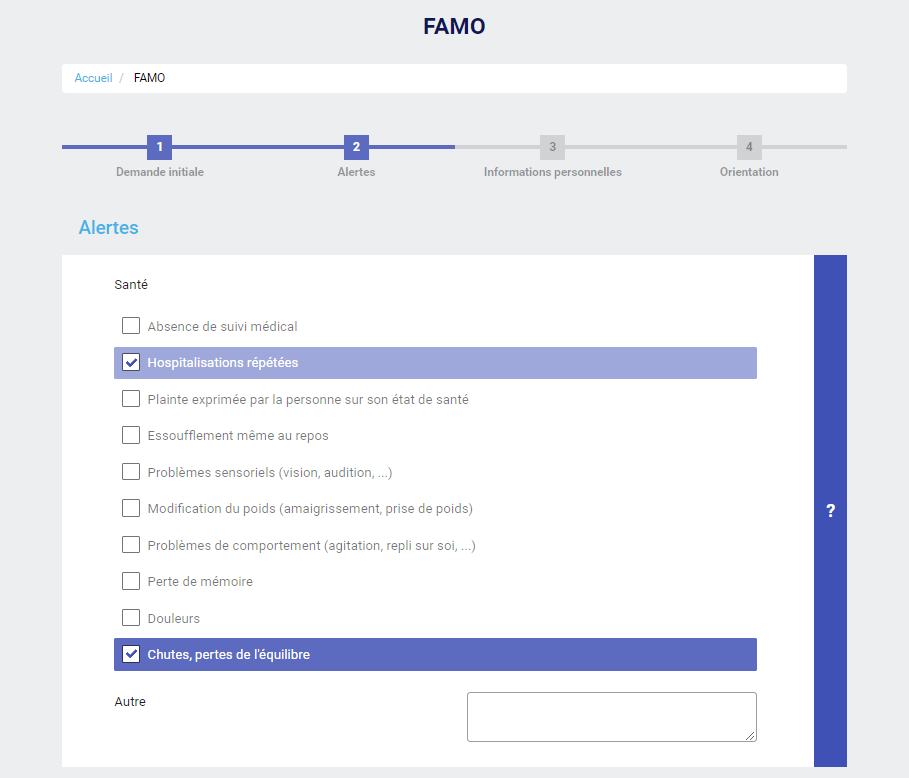 FAMO
Accueil / FAMO
1 2 3 4
Demande initiale Alertes Informations personnelles Orientation
Alertes
Santé
Absence de suivi médical
Hospitalisations répétées
Plainte exprimée par la personne sur son état de santé
Essoufflement même au repos
Problèmes sensoriels (vision, audition, ...)
Modification du poids (amaigrissement, prise de poids)
?
Problèmes de comportement (agitation, repli sur soi, ...)
Perte de mémoire
Douleurs
Chutes, pertes de l'équilibre
Autre